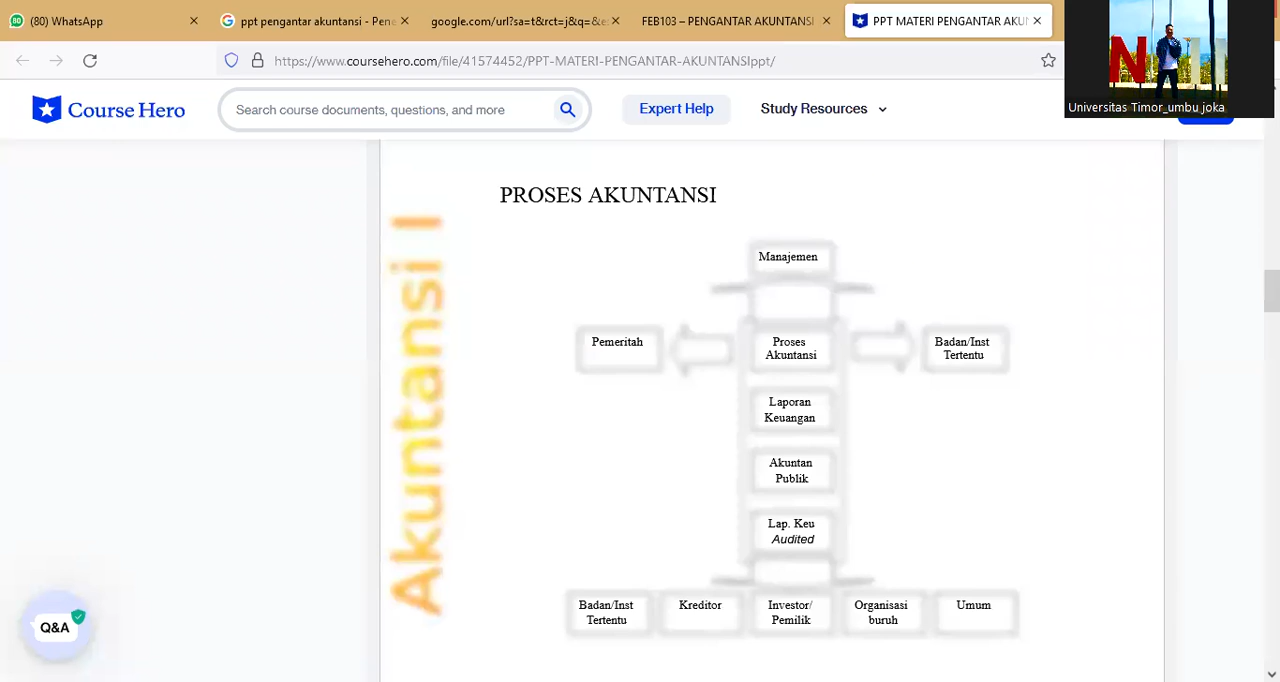 (80) WhatsApp
ppt pengantar akuntansi - Pene
google.com/url?sa=t&rct=j&q=&e
FEB103 – PENGANTAR AKUNTANSI
PPT MATERI PENGANTAR AKUN
https://www.coursehero.com/file/41574452/PPT-MATERI-PENGANTAR-AKUNTANSIppt/
Universitas Timor_umbu joka
Course Hero
Search course documents, questions, and more
Expert Help
Study Resources
PROSES AKUNTANSI
Akuntansi I
Manajemen
Pemeritah
Proses
Akuntansi
Badan/Inst
Tertentu
Laporan
Keuangan
Akuntan
Publik
Lap. Keu
Audited
Badan/Inst
Tertentu
Kreditor
Investor/
Pemilik
Organisasi
buruh
Umum
Q&A